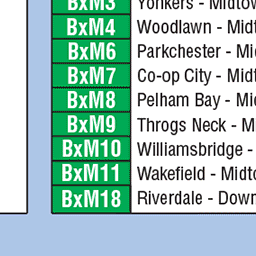 BxM3 Yonkers - Midtow
BxM4 Woodlawn - Midt
BxM6 Parkchester - Mi
BxM7 Co-op City - Midt
BxM8 Pelham Bay - Mi
BxM9 Throgs Neck - M
BxM10 Williamsbridge -
BxM11 Wakefield - Midto
BxM18 Riverdale - Down